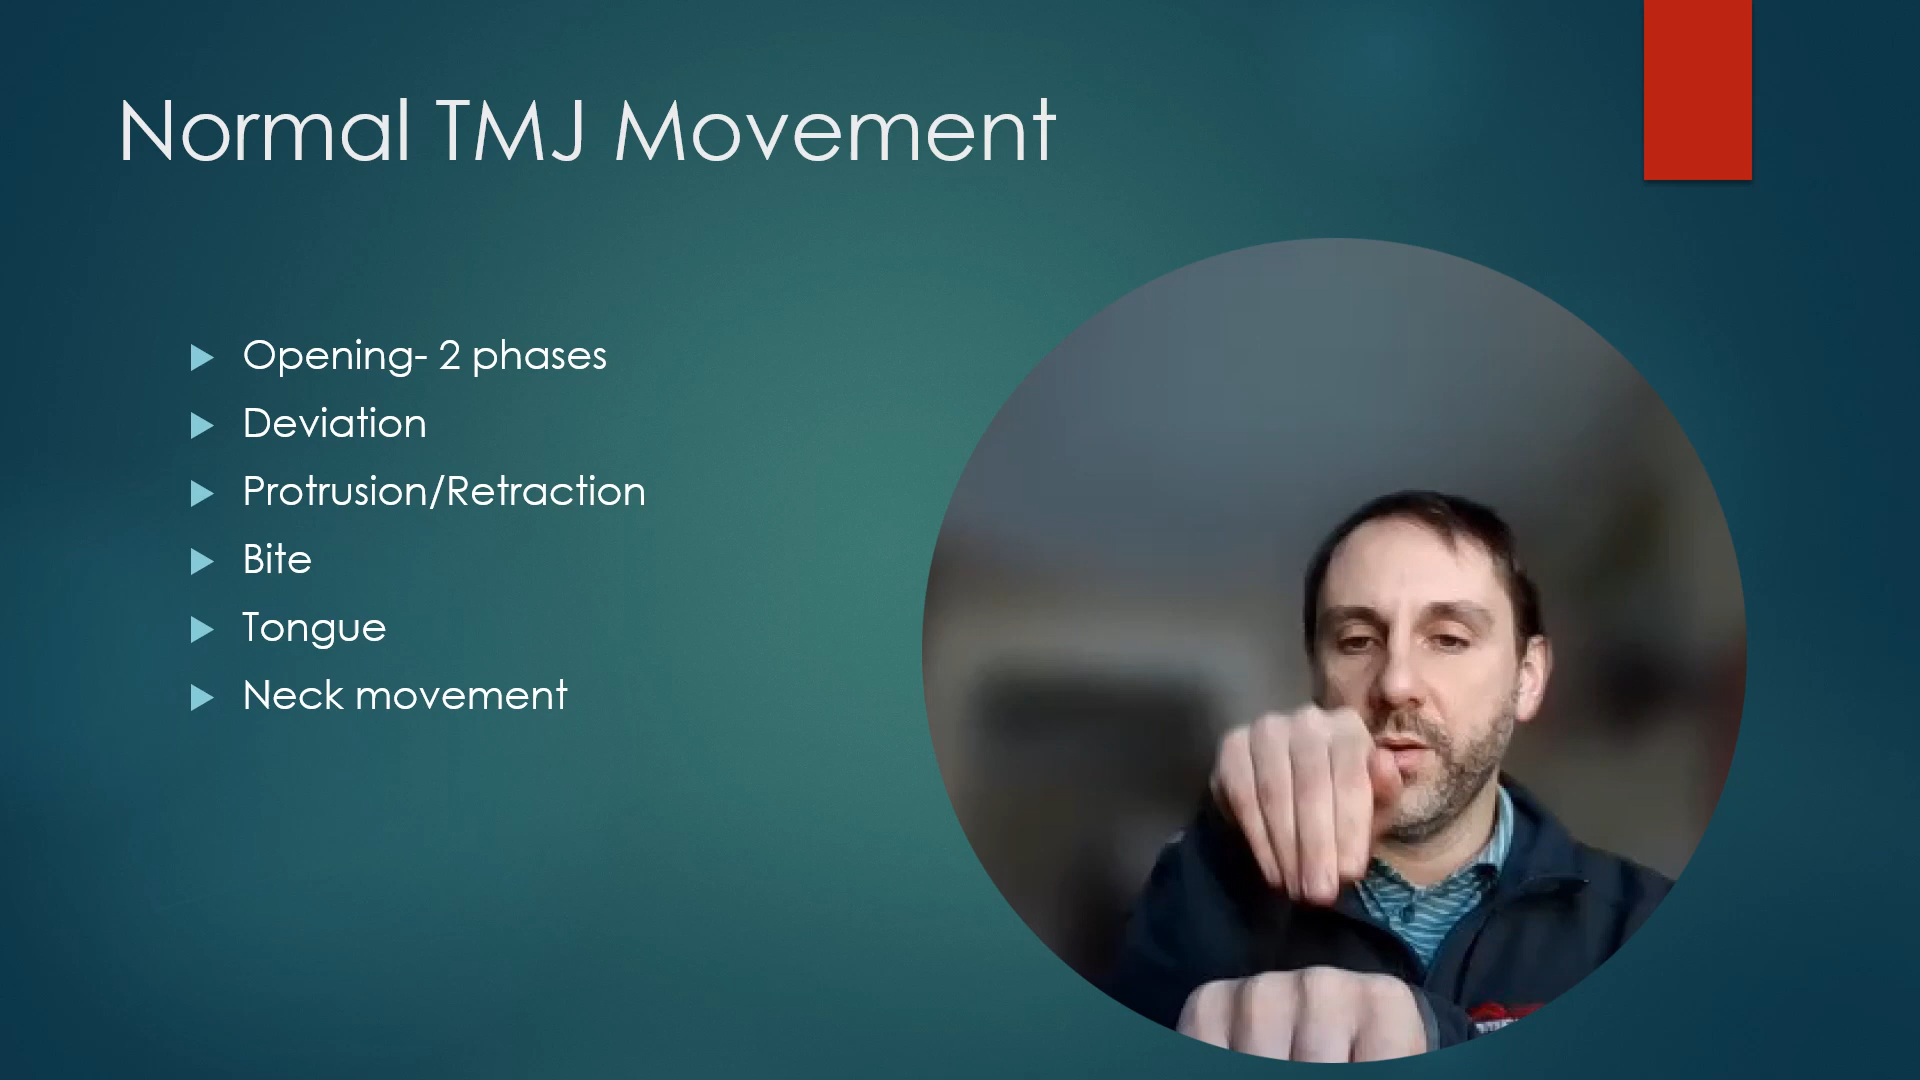 Normal TMJ Movement
Opening- 2 phases
Deviation
Protrusion/Retraction
Bite
Tongue
Neck movement